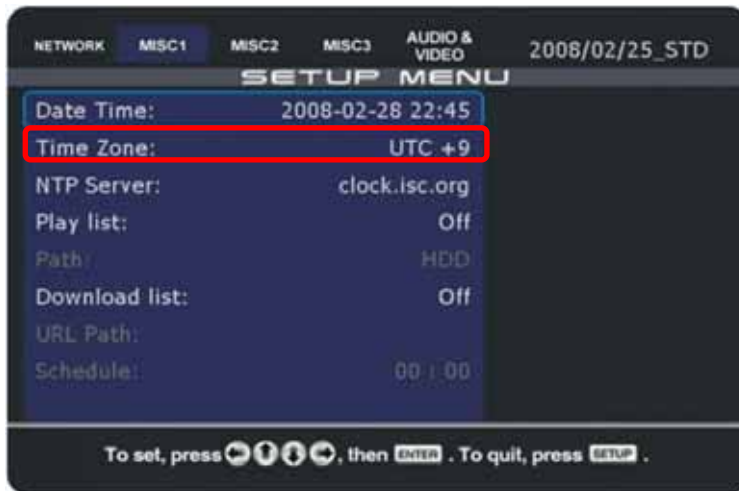 NETWORK MISC1 MISC2 MISC3 AUDIO & VIDEO 2008/02/25_STD
SETUP MENU
Date Time: 2008-02-28 22:45
Time Zone: UTC +9
NTP Server: clock.isc.org
Play list: Off
Path: HDD
Download list: Off
URL Path:
Schedule: 00 : 00
To set, press , then ENTER . To quit, press SETUP .